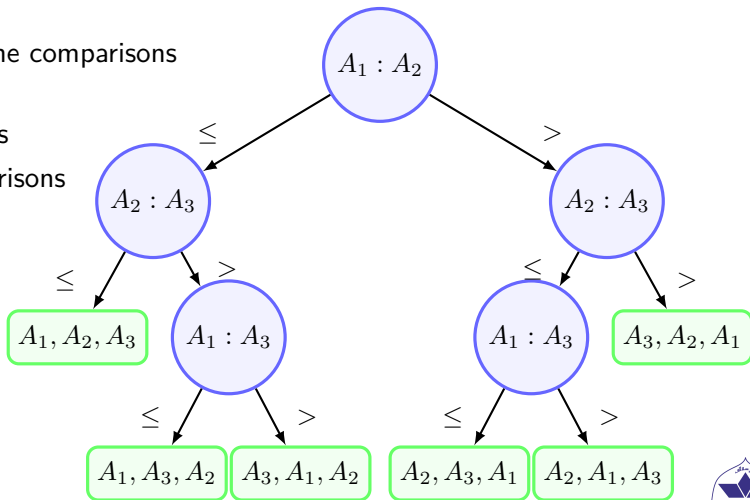 ne comparisons
A₁ : A₂
s
≤ >
risons
A₂ : A₃ A₂ : A₃
≤ > ≤ >
A₁, A₂, A₃ A₁ : A₃ A₁ : A₃ A₃, A₂, A₁
≤ > ≤ >
A₁, A₃, A₂ A₃, A₁, A₂ A₂, A₃, A₁ A₂, A₁, A₃